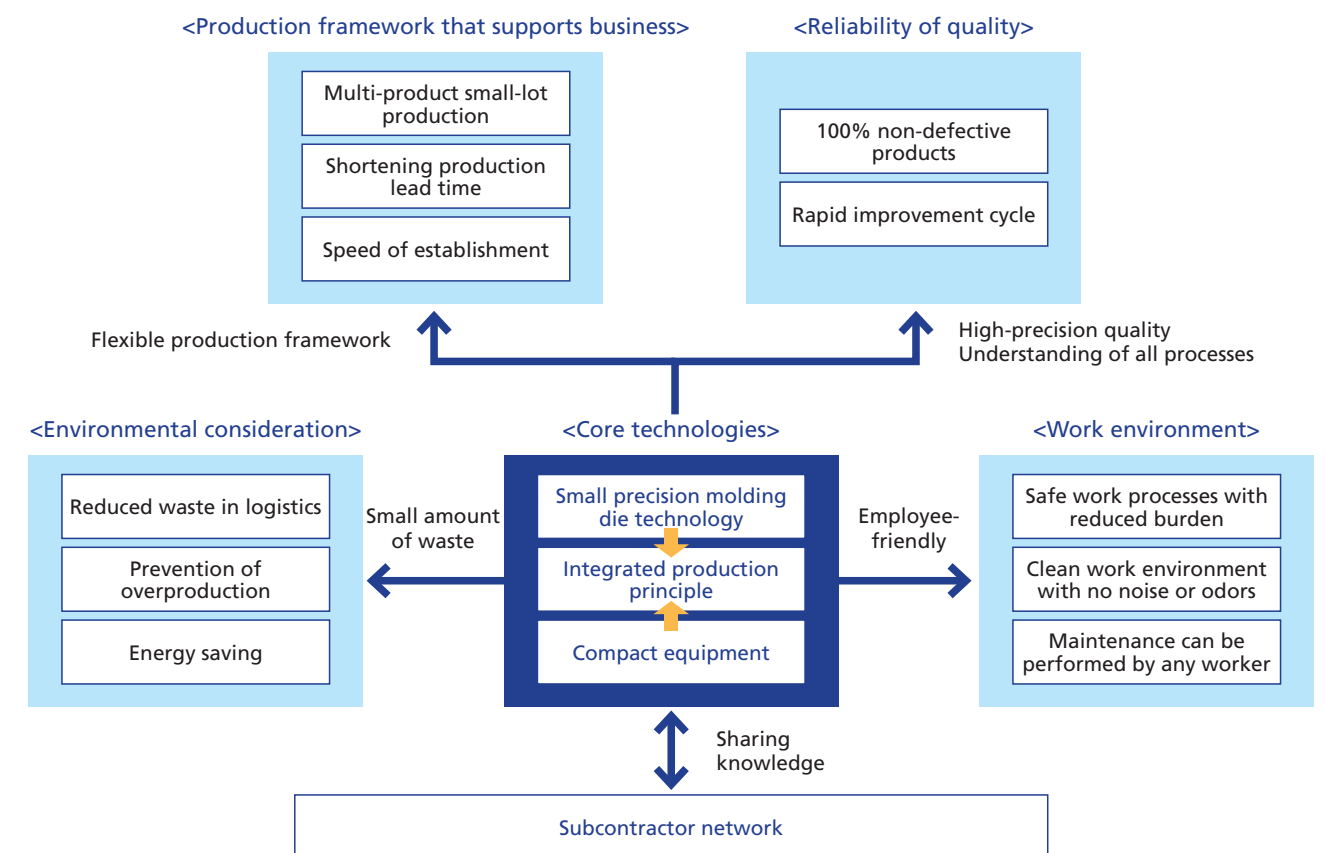 <Production framework that supports business>
Multi-product small-lot
production
Shortening production
lead time
Speed of establishment
<Reliability of quality>
100% non-defective
products
Rapid improvement cycle
Flexible production framework
High-precision quality
Understanding of all processes
<Environmental consideration>
Reduced waste in logistics
Prevention of
overproduction
Energy saving
Small amount
of waste
<Core technologies>
Small precision molding
die technology
Integrated production
principle
Compact equipment
Employee-
friendly
<Work environment>
Safe work processes with
reduced burden
Clean work environment
with no noise or odors
Maintenance can be
performed by any worker
Sharing
knowledge
Subcontractor network